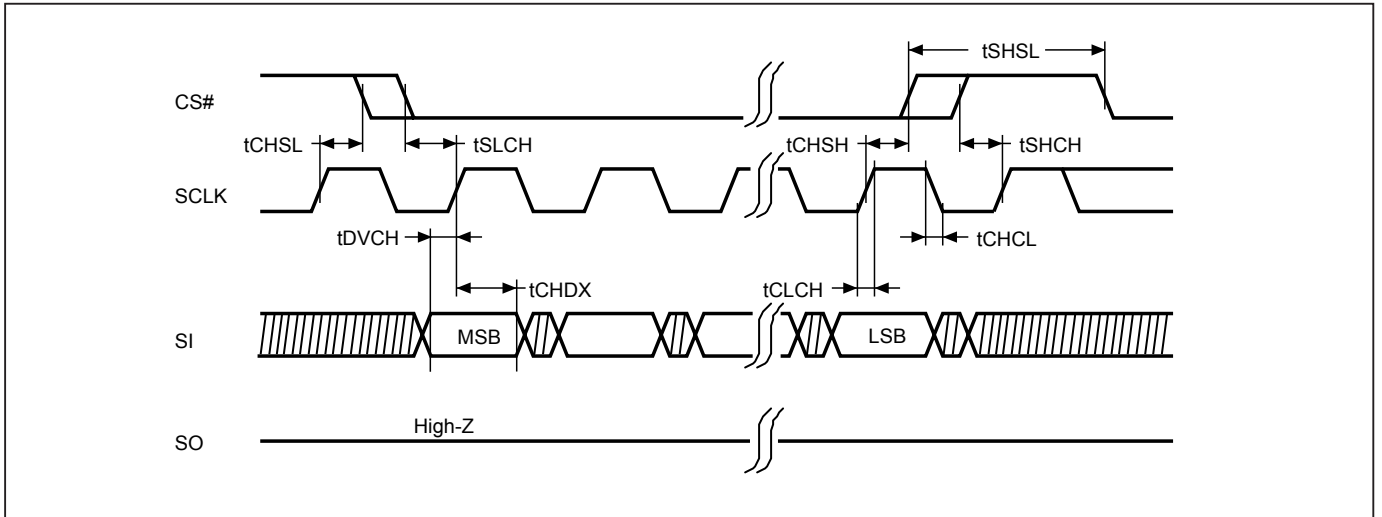 tSHSL
CS#
tCHSL
tSLCH
tCHSH
tSHCH
SCLK
tDVCH
tCHCL
tCHDX
tCLCH
SI
MSB
LSB
High-Z
SO